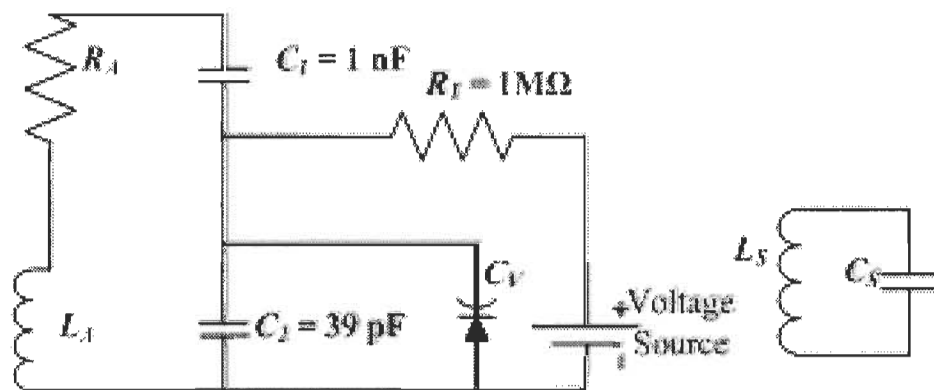 R_A
C_1 = 1 nF
R_1 = 1MΩ
L_A
C_2 = 39 pF
C_V
+Voltage
Source
L_S
C_S